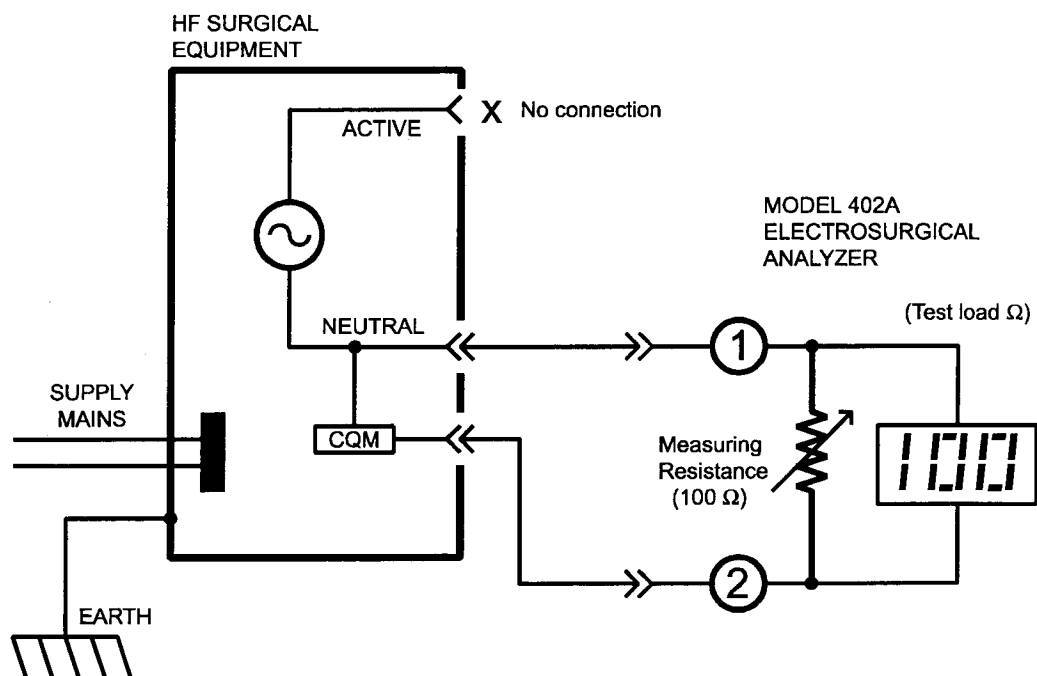 HF SURGICAL
EQUIPMENT
ACTIVE
X No connection
MODEL 402A
ELECTROSURGICAL
ANALYZER
(Test load Ω)
NEUTRAL
1
SUPPLY
MAINS
CQM
Measuring
Resistance
(100 Ω)
100
2
EARTH